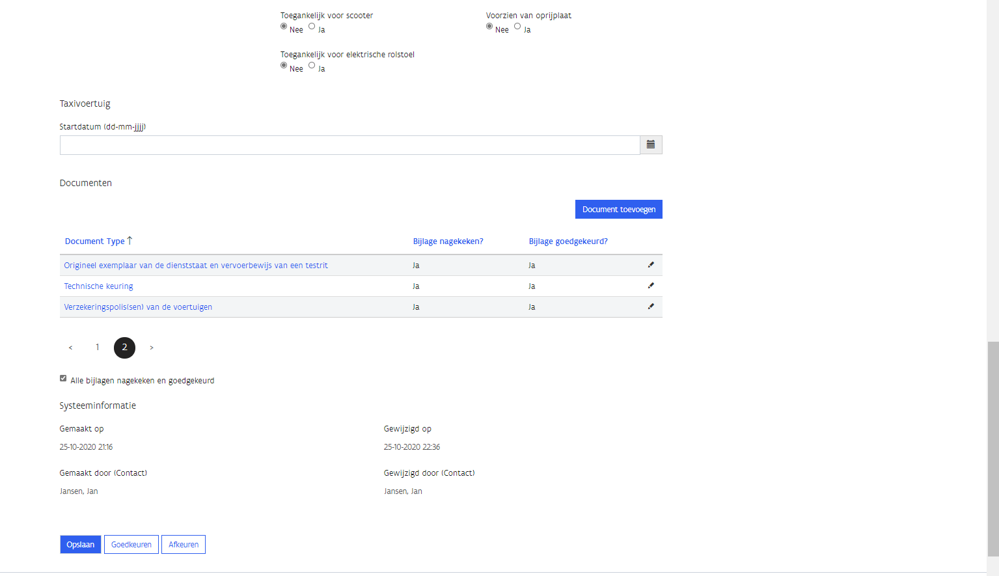 Toegankelijk voor scooter
Voorzien van oprijplaat
Nee Ja
Nee Ja
Toegankelijk voor elektrische rolstoel
Nee Ja
Taxivoertuig
Startdatum (dd-mm-jjjj)
Documenten
Document toevoegen
Document Type ↑ Bijlage nagekeken? Bijlage goedgekeurd?
Origineel exemplaar van de dienststaat en vervoerbewijs van een testrit Ja Ja
Technische keuring Ja Ja
Verzekeringspolis(sen) van de voertuigen Ja Ja
< 1 2 >
Alle bijlagen nagekeken en goedgekeurd
Systeeminformatie
Gemaakt op
Gewijzigd op
25-10-2020 21:16
25-10-2020 22:36
Gemaakt door (Contact)
Gewijzigd door (Contact)
Jansen, Jan
Jansen, Jan
Opslaan Goedkeuren Afkeuren